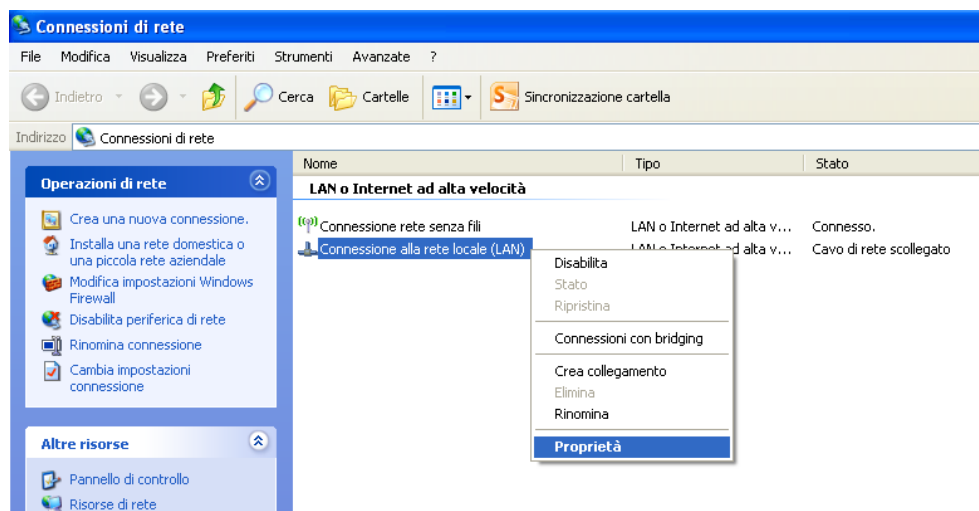 Connessioni di rete
File Modifica Visualizza Preferiti Strumenti Avanzate ?
Indietro Cerca Cartelle Sincronizzazione cartella
Indirizzo Connessioni di rete
Operazioni di rete
Crea una nuova connessione.
Installa una rete domestica o
una piccola rete aziendale
Modifica impostazioni Windows
Firewall
Disabilita periferica di rete
Rinomina connessione
Cambia impostazioni
connessione
Altre risorse
Pannello di controllo
Risorse di rete
Nome Tipo Stato
LAN o Internet ad alta velocità
Connessione rete senza fili LAN o Internet ad alta v... Connesso.
Connessione alla rete locale (LAN) LAN o Internet ad alta v... Cavo di rete scollegato
Disabilita
Stato
Ripristina
Connessioni con bridging
Crea collegamento
Elimina
Rinomina
Proprietà